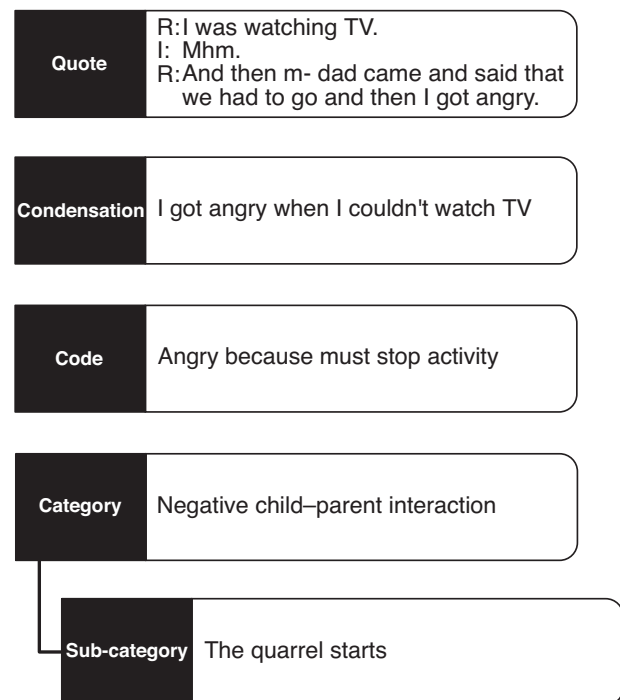 Quote
R:I was watching TV.
I: Mhm.
R:And then m- dad came and said that
we had to go and then I got angry.
Condensation
I got angry when I couldn't watch TV
Code
Angry because must stop activity
Category
Negative child–parent interaction
Sub-category
The quarrel starts